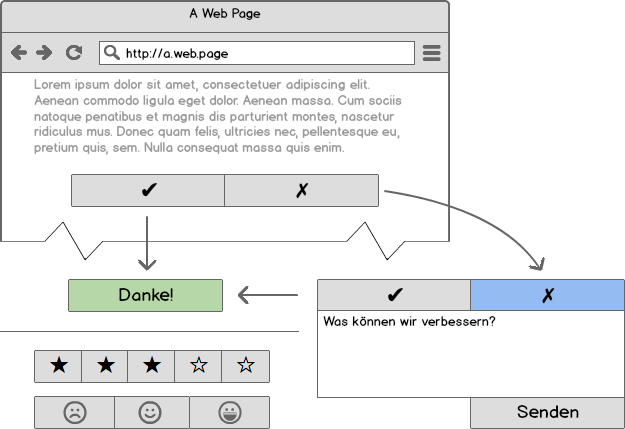 A Web Page
http://a.web.page
Lorem ipsum dolor sit amet, consectetuer adipiscing elit.
Aenean commodo ligula eget dolor. Aenean massa. Cum sociis
natoque penatibus et magnis dis parturient montes, nascetur
ridiculus mus. Donec quam felis, ultricies nec, pellentesque eu,
pretium quis, sem. Nulla consequat massa quis enim.
Danke!
Was können wir verbessern?
Senden